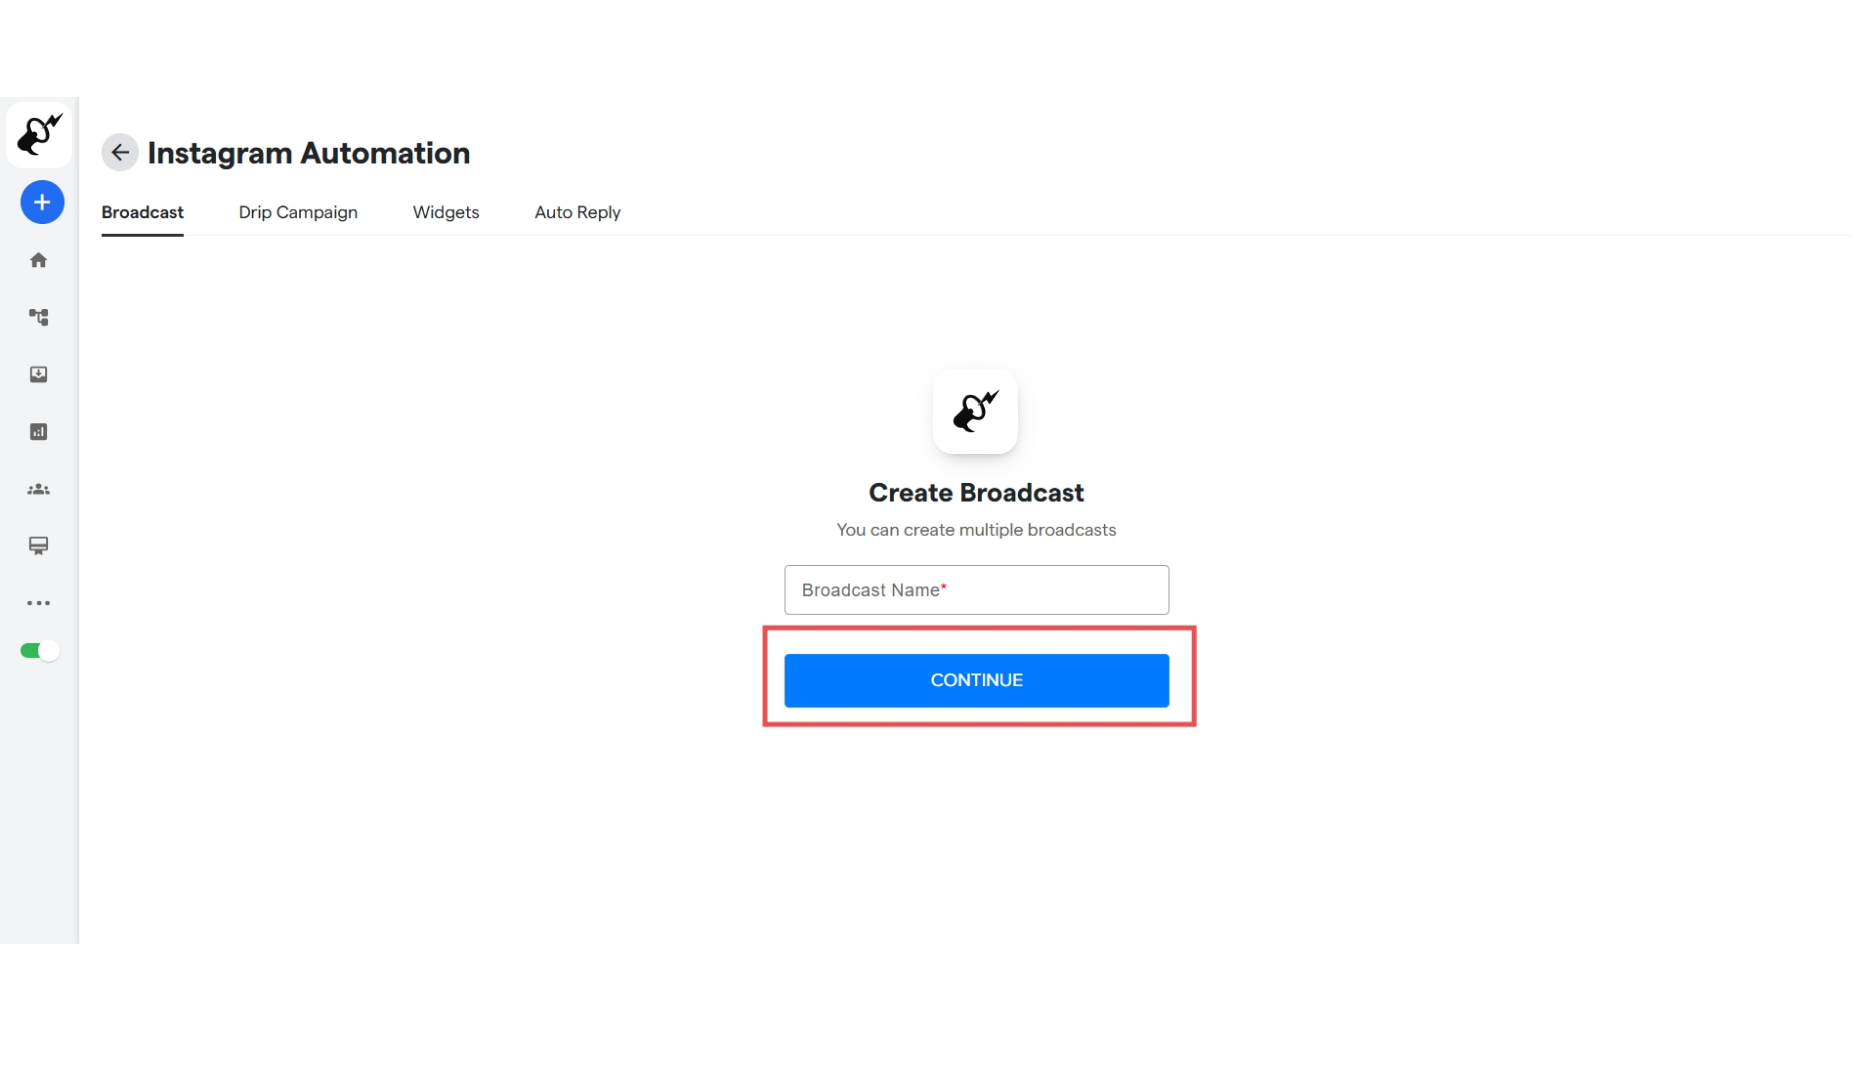 Instagram Automation
Broadcast Drip Campaign Widgets Auto Reply
Create Broadcast
You can create multiple broadcasts
Broadcast Name*
CONTINUE